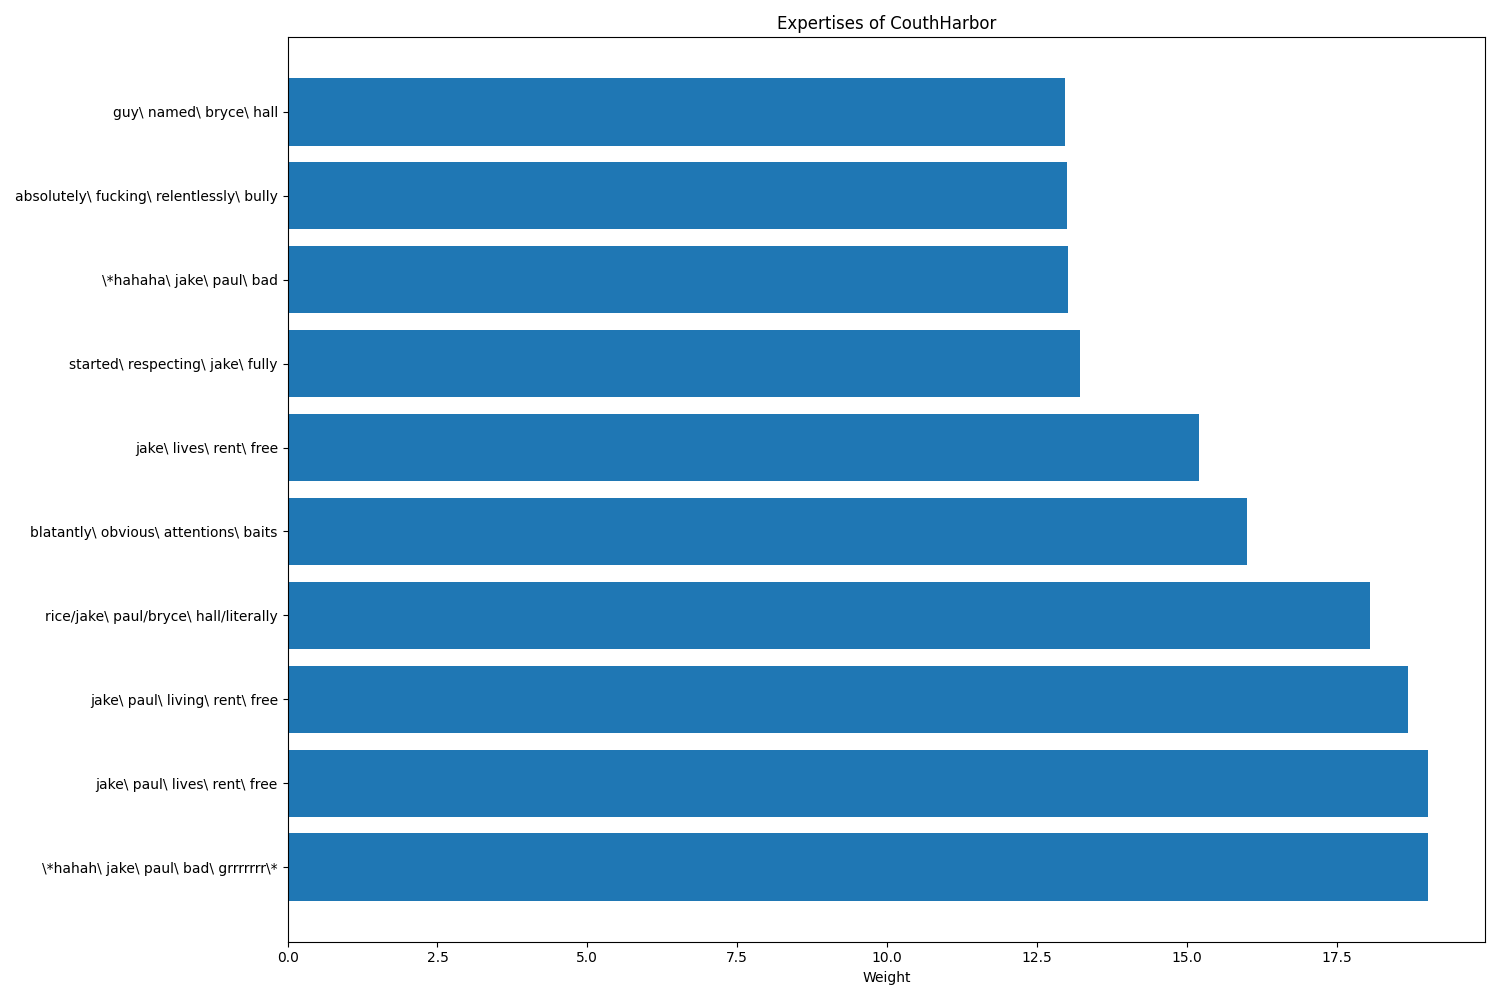 Expertises of CouthHarbor
guy\ named\ bryce\ hall
absolutely\ fucking\ relentlessly\ bully
\*hahaha\ jake\ paul\ bad
started\ respecting\ jake\ fully
jake\ lives\ rent\ free
blatantly\ obvious\ attentions\ baits
rice/jake\ paul/bryce\ hall/literally
jake\ paul\ living\ rent\ free
jake\ paul\ lives\ rent\ free
\*hahah\ jake\ paul\ bad\ grrrrrrr\*
0.0 2.5 5.0 7.5 10.0 12.5 15.0 17.5
Weight